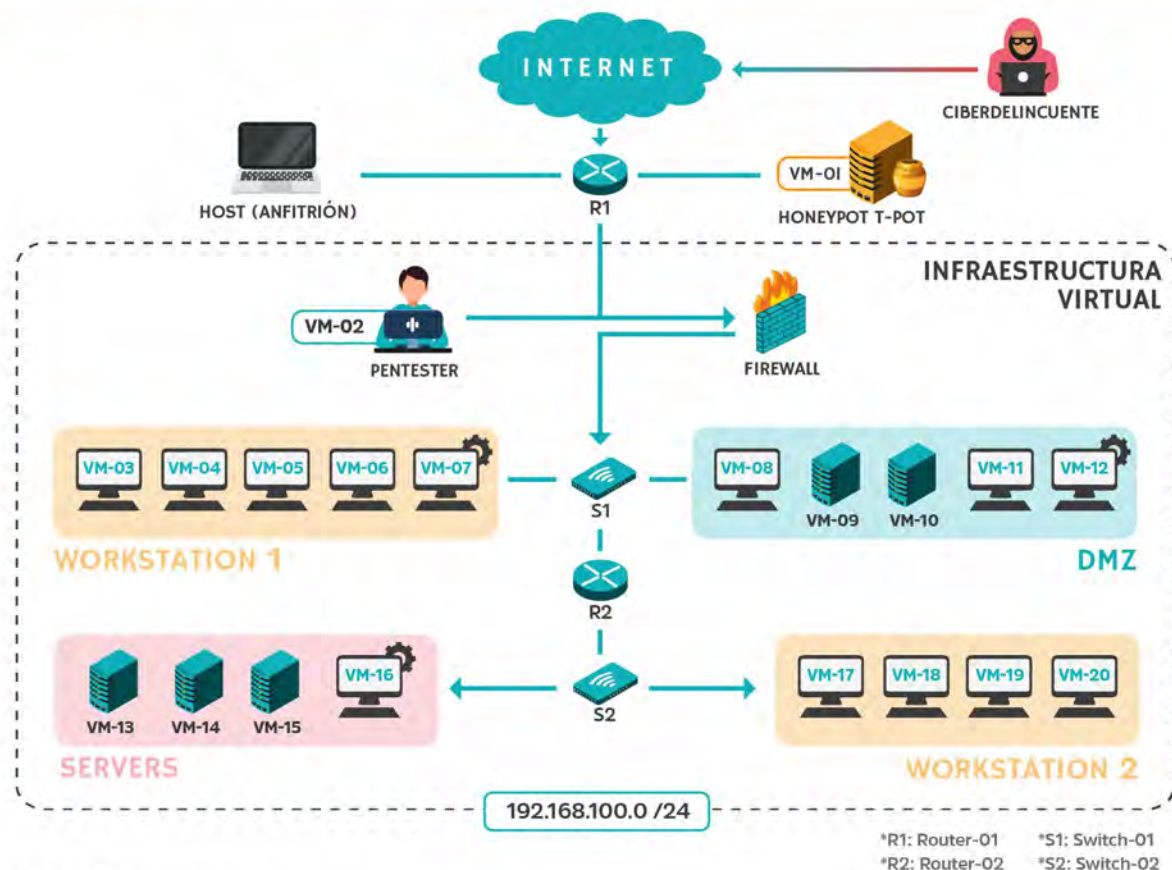 INTERNET
CIBERDELINCUENTE
HOST (ANFITRIÓN)
R1
VM-01
HONEYPOT T-POT
INFRAESTRUCTURA
VIRTUAL
VM-02
PENTESTER
FIREWALL
VM-03
VM-04
VM-05
VM-06
VM-07
WORKSTATION 1
S1
VM-08
VM-09
VM-10
VM-11
VM-12
DMZ
R2
VM-13
VM-14
VM-15
VM-16
SERVERS
S2
VM-17
VM-18
VM-19
VM-20
WORKSTATION 2
192.168.100.0 /24
*R1: Router-01 *S1: Switch-01
*R2: Router-02 *S2: Switch-02